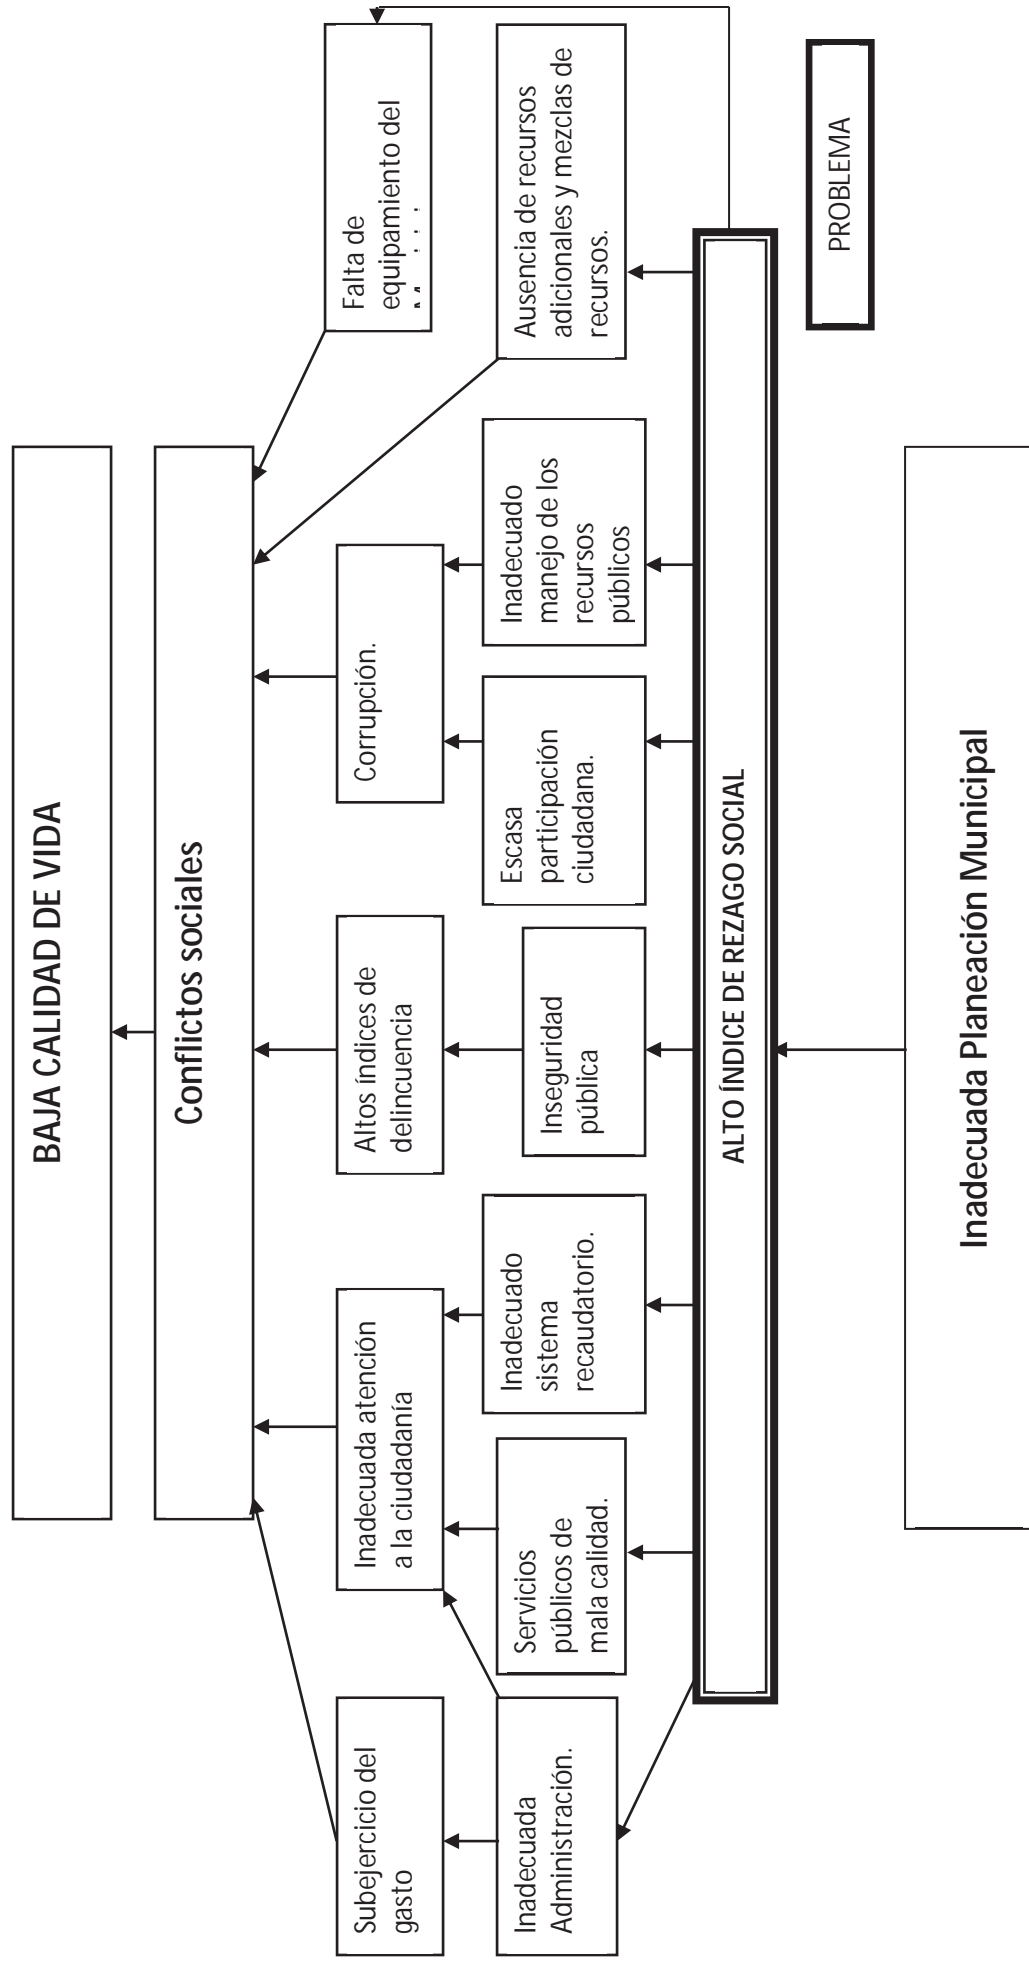 BAJA CALIDAD DE VIDA
Conflictos sociales
Subejercicio del
gasto
Inadecuada atención
a la ciudadanía
Altos índices de
delincuencia
Corrupción.
Falta de
equipamiento del
Inadecuada
Administración.
Servicios
públicos de
mala calidad.
Inadecuado
sistema
recaudatorio.
Inseguridad
pública
Escasa
participación
ciudadana.
Inadecuado
manejo de los
recursos
públicos
Ausencia de recursos
adicionales y mezclas de
recursos.
ALTO ÍNDICE DE REZAGO SOCIAL
PROBLEMA
Inadecuada Planeación Municipal